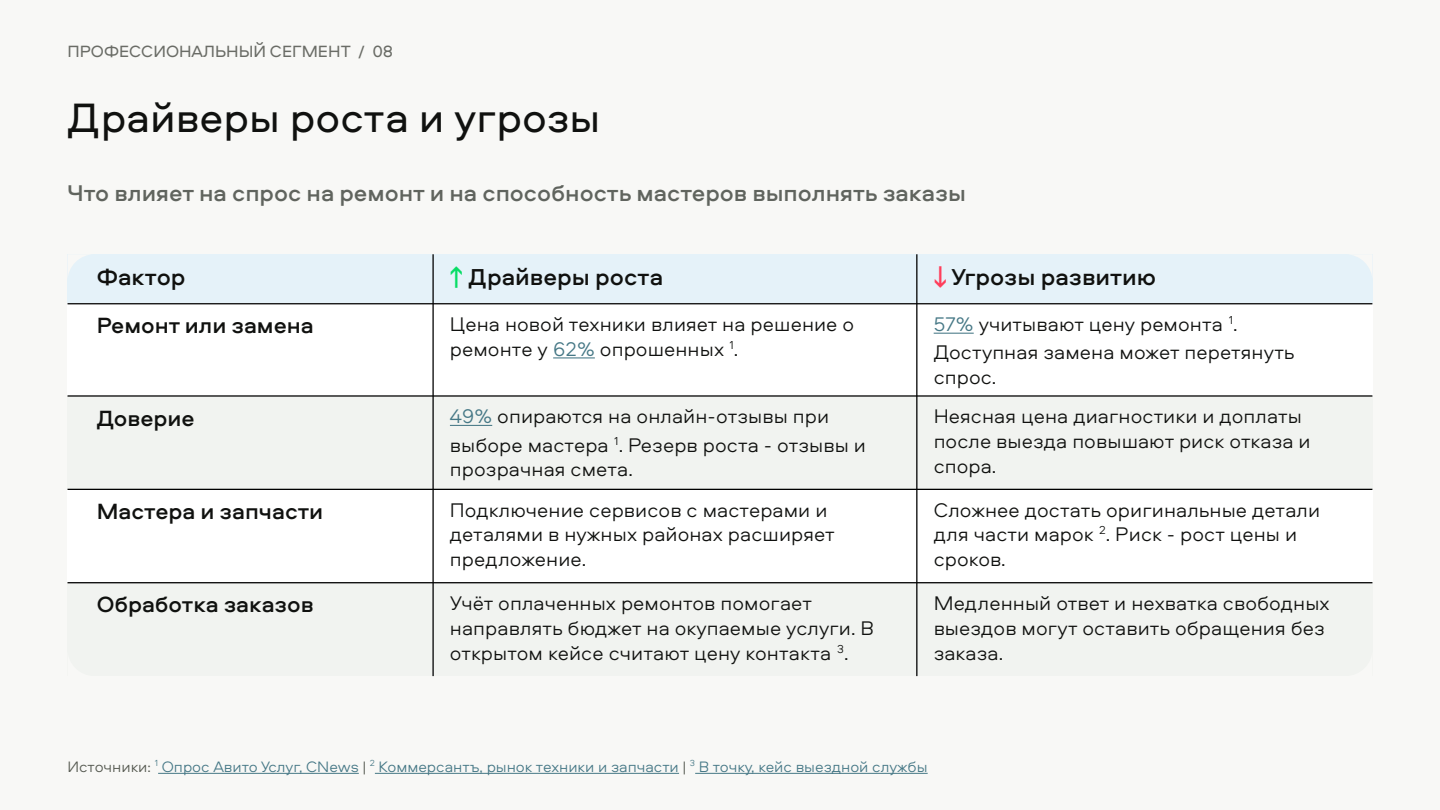 ПРОФЕССИОНАЛЬНЫЙ СЕГМЕНТ / 08
Драйверы роста и угрозы
Что влияет на спрос на ремонт и на способность мастеров выполнять заказы
Фактор
↑ Драйверы роста
↓ Угрозы развитию
Ремонт или замена
Цена новой техники влияет на решение о
ремонте у 62% опрошенных ¹.
57% учитывают цену ремонта ¹.
Доступная замена может перетянуть
спрос.
Доверие
49% опираются на онлайн-отзывы при
выборе мастера ¹. Резерв роста - отзывы и
прозрачная смета.
Неясная цена диагностики и доплаты
после выезда повышают риск отказа и
спора.
Мастера и запчасти
Подключение сервисов с мастерами и
деталями в нужных районах расширяет
предложение.
Сложнее достать оригинальные детали
для части марок ². Риск - рост цены и
сроков.
Обработка заказов
Учёт оплаченных ремонтов помогает
направлять бюджет на окупаемые услуги. В
открытом кейсе считают цену контакта ³.
Медленный ответ и нехватка свободных
выездов могут оставить обращения без
заказа.
Источники: ¹ Опрос Авито Услуг, CNews | ² Коммерсантъ, рынок техники и запчасти | ³ В точку, кейс выездной службы